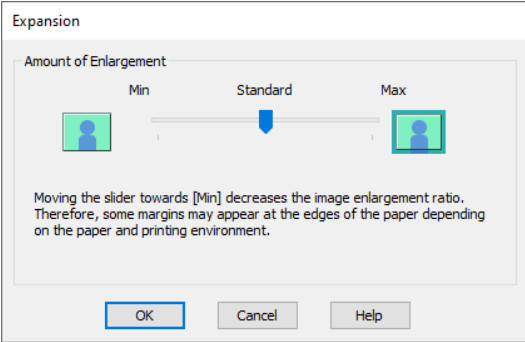 Expansion
Amount of Enlargement
Min Standard Max
Moving the slider towards [Min] decreases the image enlargement ratio.
Therefore, some margins may appear at the edges of the paper depending
on the paper and printing environment.
OK Cancel Help